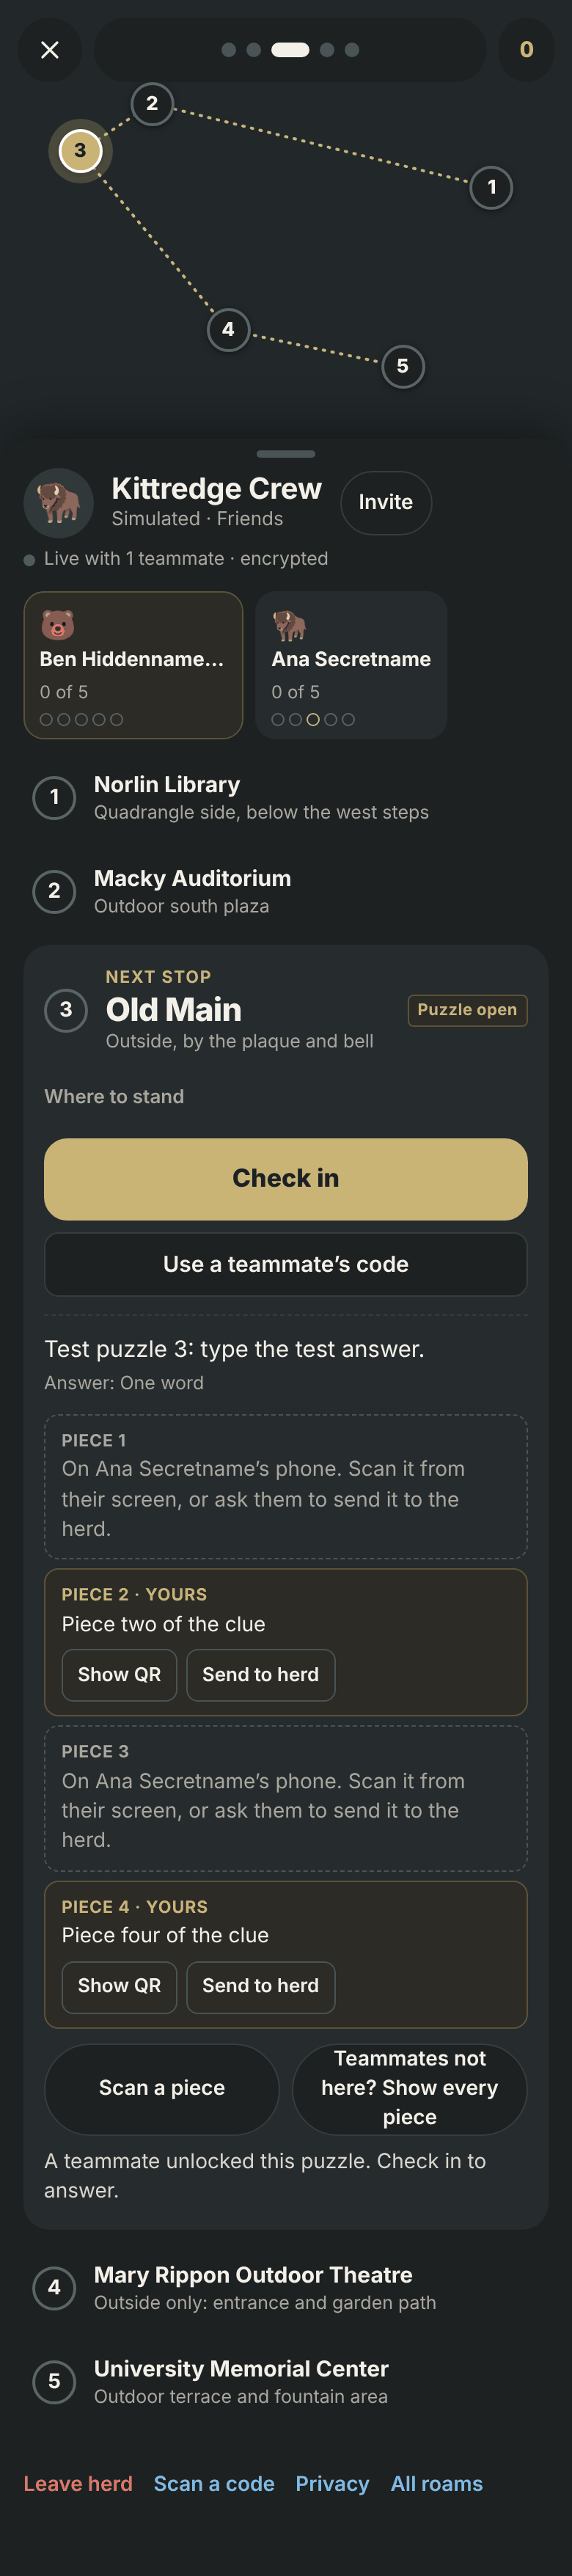 0
2
3
1
4
5
Kittredge Crew
Simulated · Friends
Invite
Live with 1 teammate · encrypted
Ben Hiddenname...
0 of 5
Ana Secretname
0 of 5
1
Norlin Library
Quadrangle side, below the west steps
2
Macky Auditorium
Outdoor south plaza
NEXT STOP
3
Old Main
Puzzle open
Outside, by the plaque and bell
Where to stand
Check in
Use a teammate’s code
Test puzzle 3: type the test answer.
Answer: One word
PIECE 1
On Ana Secretname’s phone. Scan it from
their screen, or ask them to send it to the
herd.
PIECE 2 · YOURS
Piece two of the clue
Show QR
Send to herd
PIECE 3
On Ana Secretname’s phone. Scan it from
their screen, or ask them to send it to the
herd.
PIECE 4 · YOURS
Piece four of the clue
Show QR
Send to herd
Scan a piece
Teammates not
here? Show every
piece
A teammate unlocked this puzzle. Check in to
answer.
4
Mary Rippon Outdoor Theatre
Outside only: entrance and garden path
5
University Memorial Center
Outdoor terrace and fountain area
Leave herd
Scan a code
Privacy
All roams